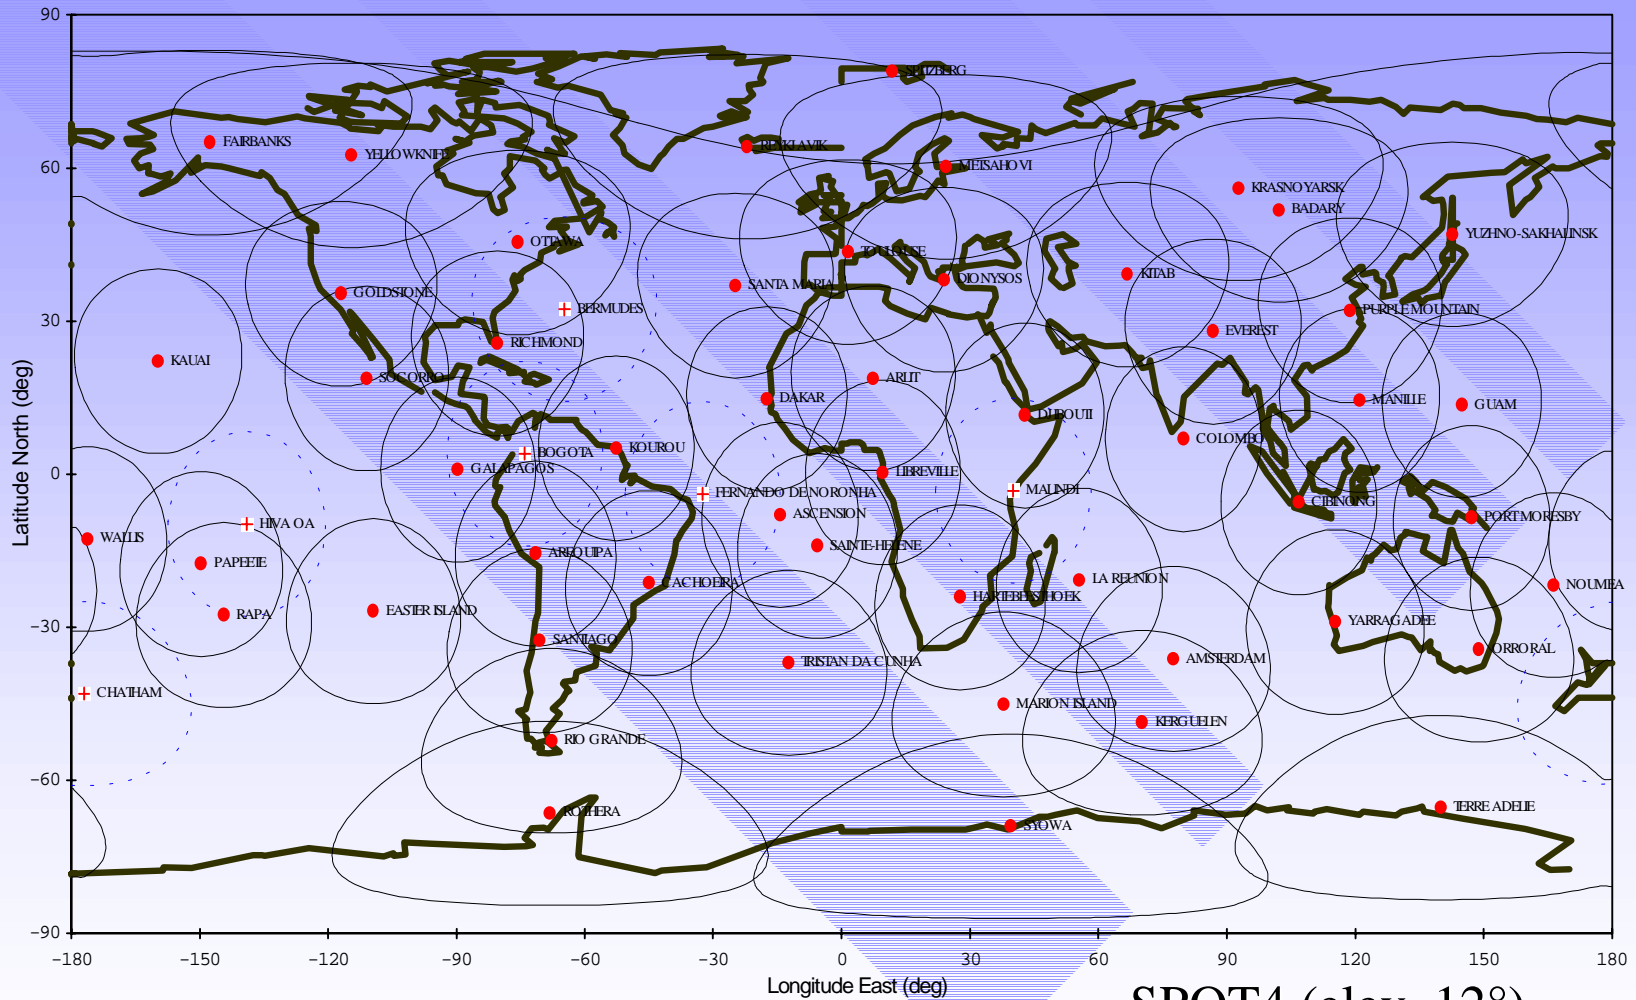 90
60
30
0
−30
−60
−90
−180
−150
−120
−90
−60
−30
0
30
60
90
120
150
180
Latitude North (deg)
Longitude East (deg)
SPITZBERG
FAIRBANKS
YELLOWKNIFE
REYKJAVIK
METSAHOVI
KRASNOYARSK
BADARY
YUZHNO-SAKHALINSK
OTTAWA
TOULOUSE
KITAB
DIONYSOS
SANTA MARIA
GOLDSTONE
BERMUDES
PURPLE MOUNTAIN
EVEREST
RICHMOND
KAUAI
SOCORRO
ARLIT
DAKAR
MANILLE
GUAM
DJIBOUTI
COLOMBO
KOUROU
BOGOTA
GALAPAGOS
LIBREVILLE
FERNANDO DE NORONHA
MALINDI
CIBINONG
ASCENSION
PORT MORESBY
HIVA OA
WALLIS
SAINTE-HELENE
AREQUIPA
PAPEETE
CACHOEIRA
LA REUNION
NOUMEA
HARTEBEESTHOEK
EASTER ISLAND
RAPA
YARRAGADEE
SANTIAGO
ORRORAL
TRISTAN DA CUNHA
AMSTERDAM
CHATHAM
MARION ISLAND
KERGUELEN
RIO GRANDE
TERRE ADELIE
ROTHERA
SYOWA